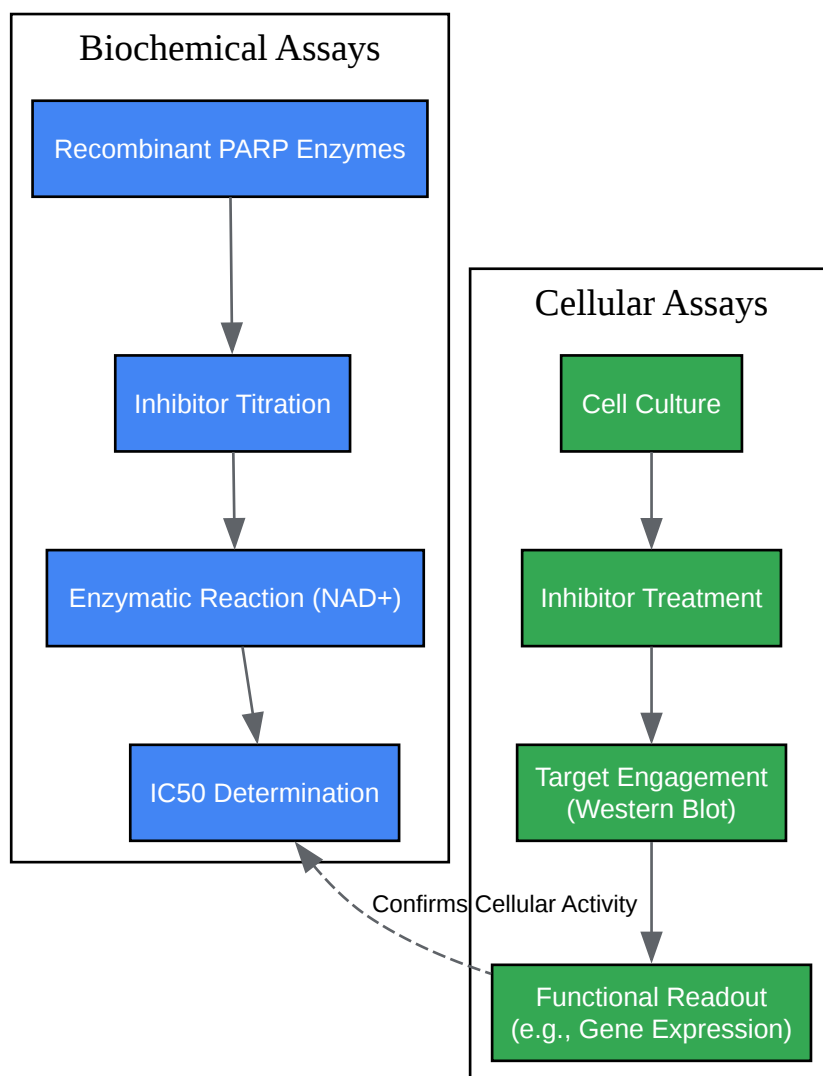 Biochemical Assays
Recombinant PARP Enzymes
Inhibitor Titration
Enzymatic Reaction (NAD+)
IC50 Determination
Cellular Assays
Cell Culture
Inhibitor Treatment
Target Engagement
(Western Blot)
Confirms Cellular Activity
Functional Readout
(e.g., Gene Expression)